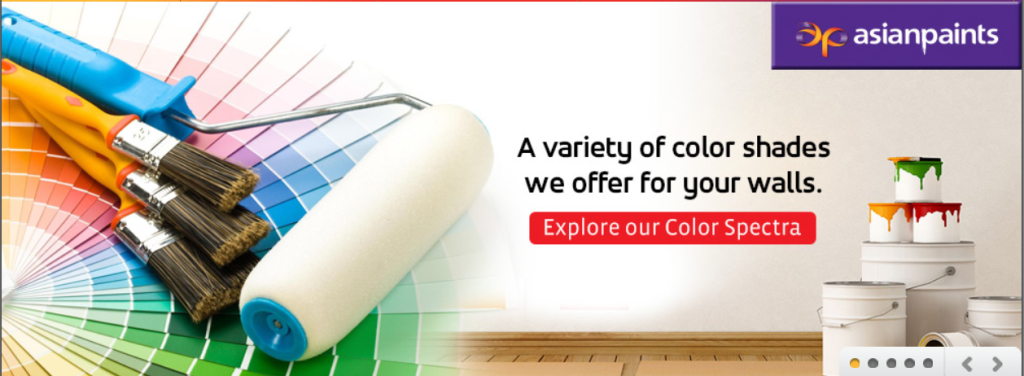 asianpaints
A variety of color shades
we offer for your walls.
Explore our Color Spectra